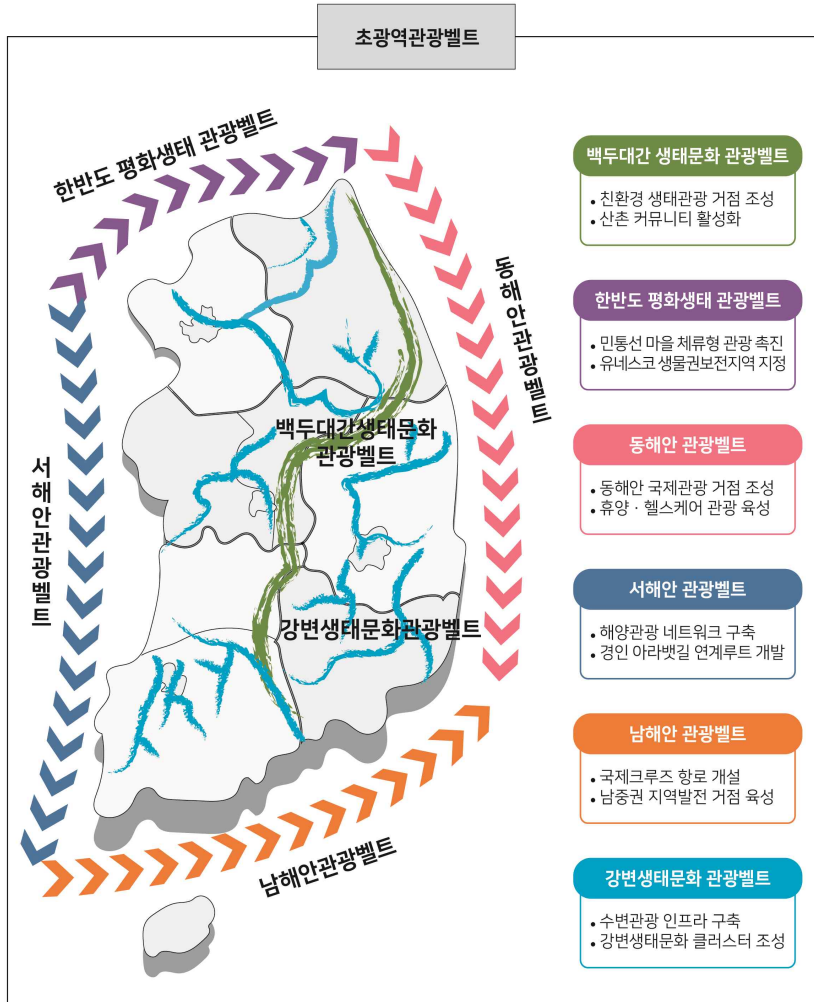 초광역관광벨트
한반도 평화생태 관광벨트
동해안관광벨트
서해안관광벨트
백두대간생태문화
관광벨트
강변생태문화관광벨트
남해안관광벨트
백두대간 생태문화 관광벨트
• 친환경 생태관광 거점 조성
• 산촌 커뮤니티 활성화
한반도 평화생태 관광벨트
• 민통선 마을 체류형 관광 촉진
• 유네스코 생물권보전지역 지정
동해안 관광벨트
• 동해안 국제관광 거점 조성
• 휴양 · 헬스케어 관광 육성
서해안 관광벨트
• 해양관광 네트워크 구축
• 경인 아라뱃길 연계루트 개발
남해안 관광벨트
• 국제크루즈 항로 개설
• 남중권 지역발전 거점 육성
강변생태문화 관광벨트
• 수변관광 인프라 구축
• 강변생태문화 클러스터 조성